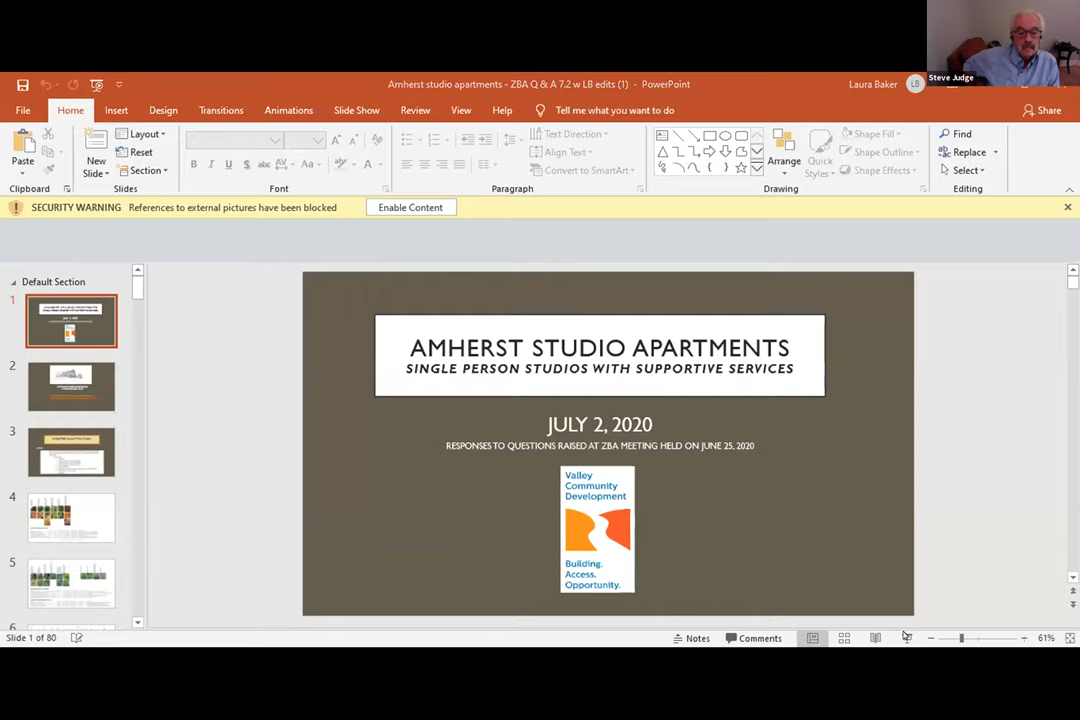 Steve Judge
Amherst studio apartments - ZBA Q & A 7.2 w LB edits (1) - PowerPoint
Laura Baker
LB
File
Home
Insert
Design
Transitions
Animations
Slide Show
Review
View
Help
Tell me what you want to do
Share
Paste
New
Slide
Layout
Reset
Section
Text Direction
Align Text
Convert to SmartArt
Arrange
Quick
Styles
Shape Fill
Shape Outline
Shape Effects
Find
Replace
Select
Clipboard
Slides
Font
Paragraph
Drawing
Editing
SECURITY WARNING References to external pictures have been blocked
Enable Content
Default Section
1
2
3
4
5
6
AMHERST STUDIO APARTMENTS
SINGLE PERSON STUDIOS WITH SUPPORTIVE SERVICES
JULY 2, 2020
RESPONSES TO QUESTIONS RAISED AT ZBA MEETING HELD ON JUNE 25, 2020
Valley
Community
Development
Building.
Access.
Opportunity.
Slide 1 of 80
Notes
Comments
61%